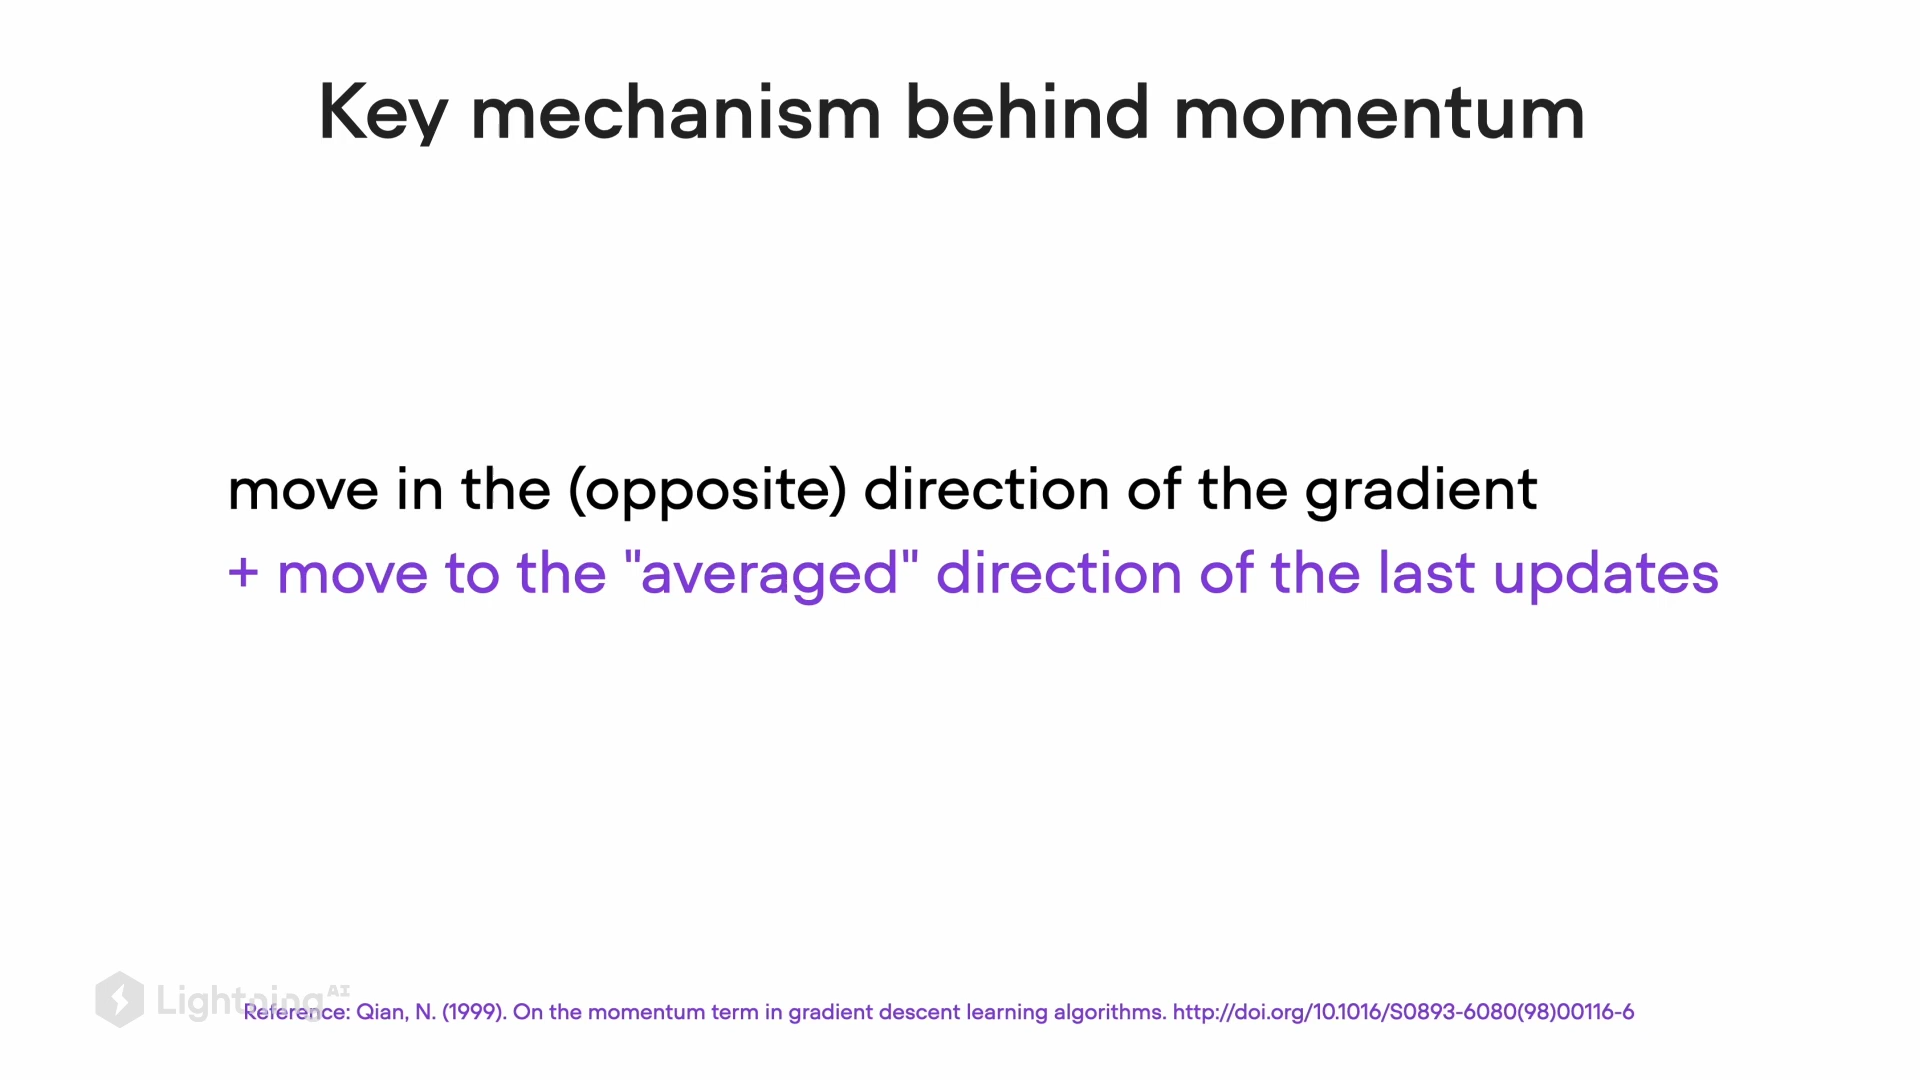 Key mechanism behind momentum
move in the (opposite) direction of the gradient
+ move to the "averaged" direction of the last updates
Lightning AI
Reference: Qian, N. (1999). On the momentum term in gradient descent learning algorithms. http://doi.org/10.1016/S0893-6080(98)00116-6